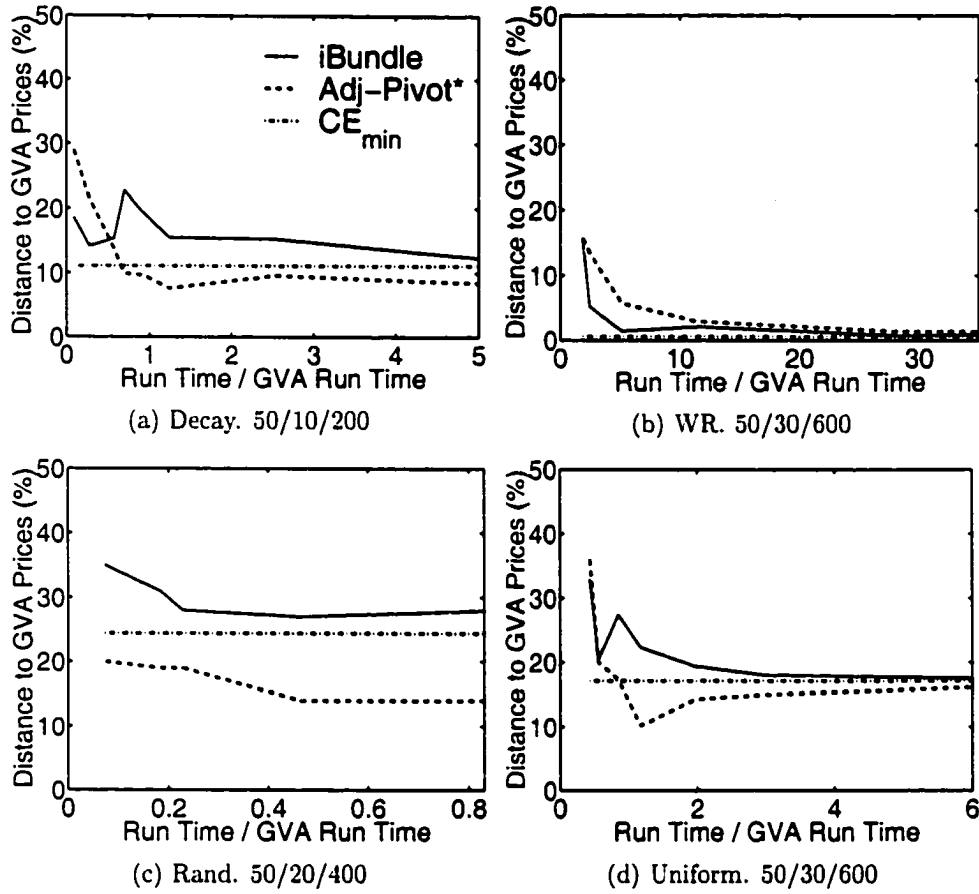 Distance to GVA Prices (%)
50
40
30
20
10
0
iBundle
Adj-Pivot*
CE min
0 1 2 3 4 5
Run Time / GVA Run Time
(a) Decay. 50/10/200
Distance to GVA Prices (%)
50
40
30
20
10
0
0 10 20 30
Run Time / GVA Run Time
(b) WR. 50/30/600
Distance to GVA Prices (%)
50
40
30
20
10
0
0 0.2 0.4 0.6 0.8
Run Time / GVA Run Time
(c) Rand. 50/20/400
Distance to GVA Prices (%)
50
40
30
20
10
0
0 2 4 6
Run Time / GVA Run Time
(d) Uniform. 50/30/600